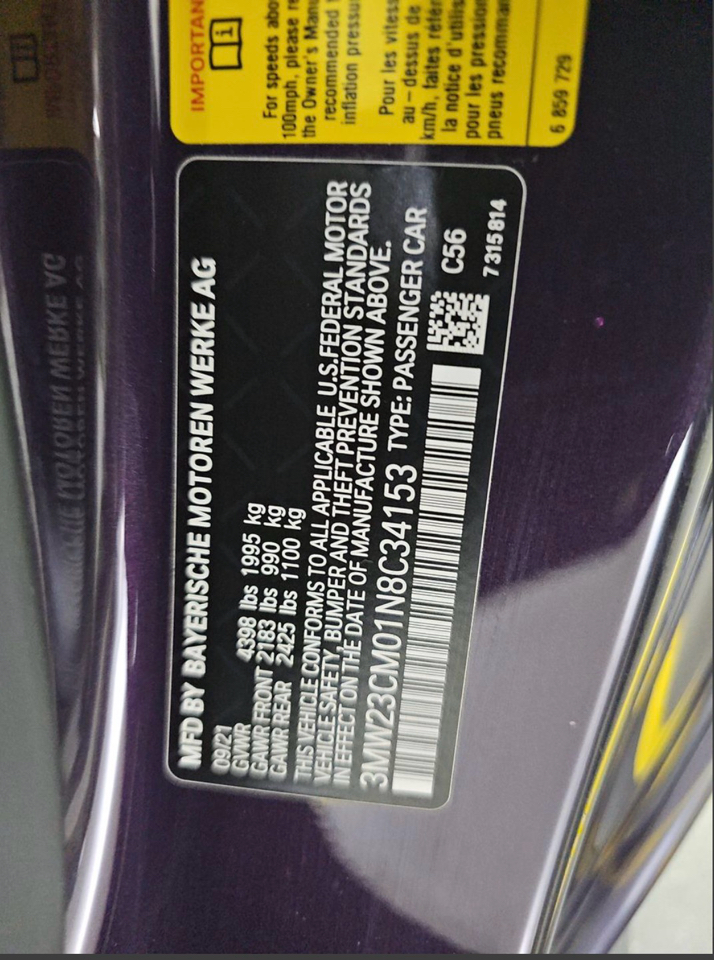 MFD BY BAYERISCHE MOTOREN WERKE AG
09/21
GVWR 4398 lbs 1995 kg
GAWR FRONT 2183 lbs 990 kg
GAWR REAR 2425 lbs 1100 kg
THIS VEHICLE CONFORMS TO ALL APPLICABLE U.S.FEDERAL MOTOR
VEHICLE SAFETY, BUMPER AND THEFT PREVENTION STANDARDS
IN EFFECT ON THE DATE OF MANUFACTURE SHOWN ABOVE.
3MW23CM01N8C34153 TYPE: PASSENGER CAR
C56
7315814
IMPORTAN
For speeds abo
100mph, please re
the Owner's Manu
recommended
inflation pressu
Pour les vites
au-dessus de
km/h, faites référ
la notice d'utilis
pour les pression
pneus recomman
6 859 729